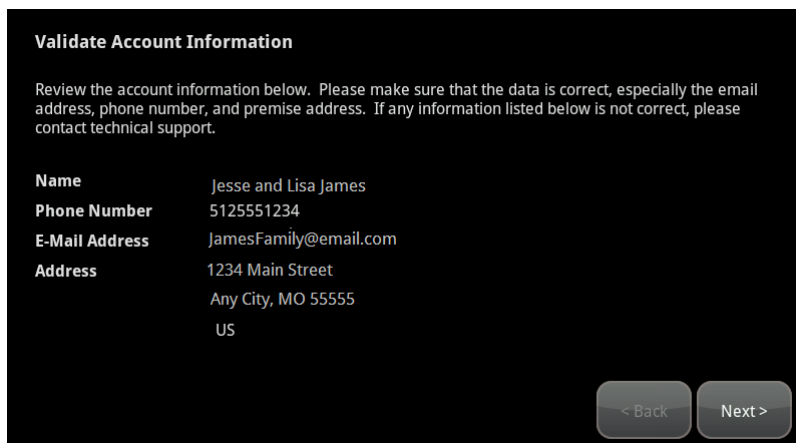 Validate Account Information
Review the account information below.  Please make sure that the data is correct, especially the email
address, phone number, and premise address. If any information listed below is not correct, please
contact technical support.
Name Jesse and Lisa James
Phone Number 5125551234
E-Mail Address JamesFamily@email.com
Address 1234 Main Street
Any City, MO 55555
US
< Back Next >